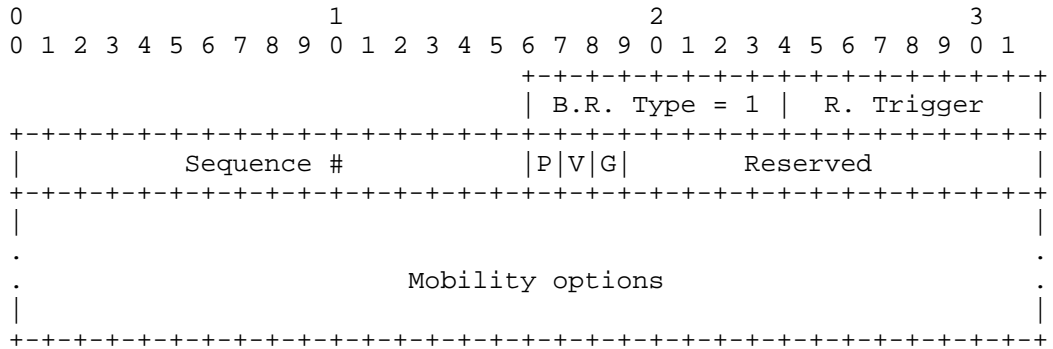 0                   1                   2                   3
0 1 2 3 4 5 6 7 8 9 0 1 2 3 4 5 6 7 8 9 0 1 2 3 4 5 6 7 8 9 0 1
                                +-+-+-+-+-+-+-+-+-+-+-+-+-+-+-+-+
                                | B.R. Type = 1 |  R. Trigger   |
+-+-+-+-+-+-+-+-+-+-+-+-+-+-+-+-+-+-+-+-+-+-+-+-+-+-+-+-+-+-+-+-+
|          Sequence #           |P|V|G|       Reserved          |
+-+-+-+-+-+-+-+-+-+-+-+-+-+-+-+-+-+-+-+-+-+-+-+-+-+-+-+-+-+-+-+-+
|                                                               |
.                                                               .
.                        Mobility options                       .
|                                                               |
+-+-+-+-+-+-+-+-+-+-+-+-+-+-+-+-+-+-+-+-+-+-+-+-+-+-+-+-+-+-+-+-+